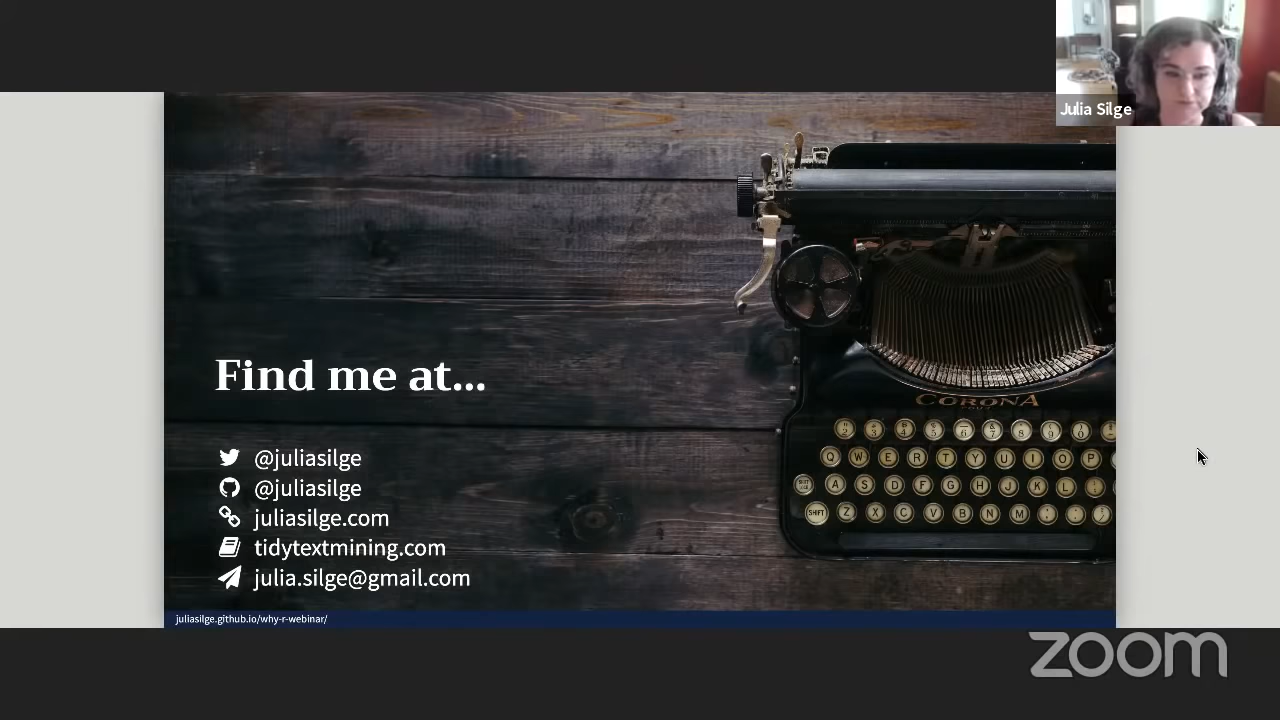 Julia Silge
Find me at...
@juliasilge
@juliasilge
juliasilge.com
tidytextmining.com
julia.silge@gmail.com
juliasilge.github.io/why-r-webinar/
CORONA
Q W E R T Y U I O P
A S D F G H J K L
SHIFT Z X C V B N M
zoom